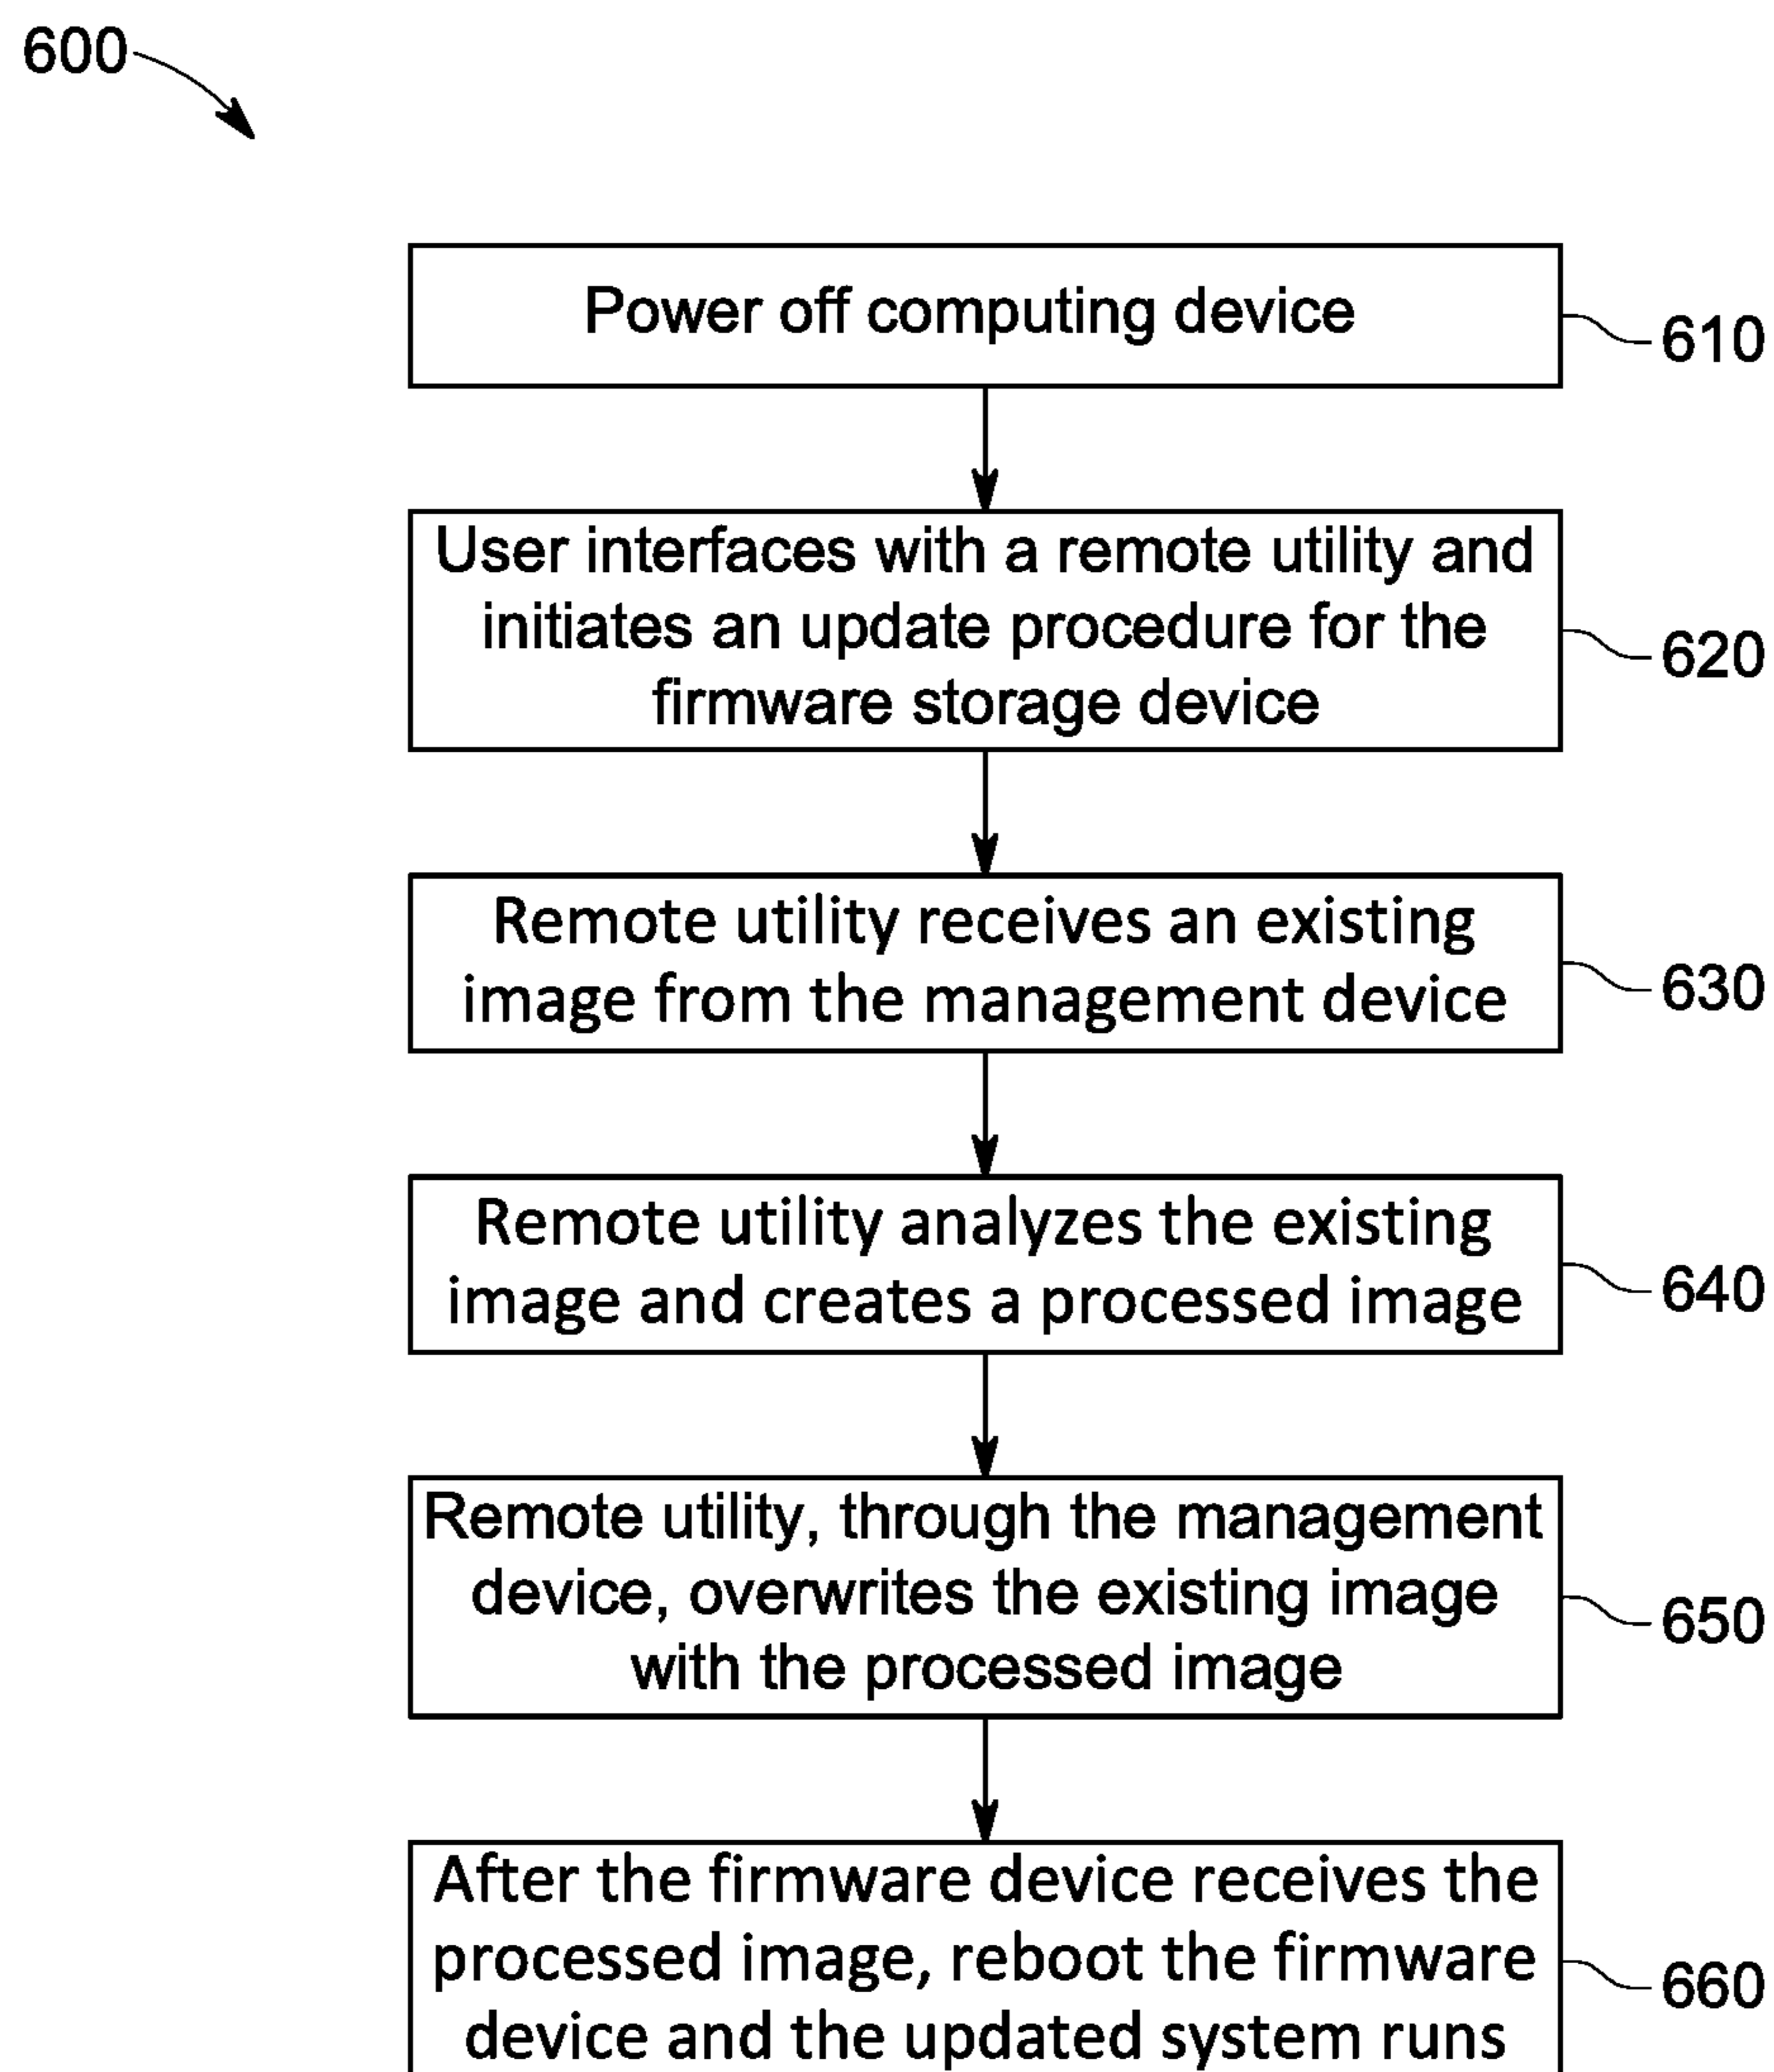 600
Power off computing device
610
User interfaces with a remote utility and
initiates an update procedure for the
firmware storage device
620
Remote utility receives an existing
image from the management device
630
Remote utility analyzes the existing
image and creates a processed image
640
Remote utility, through the management
device, overwrites the existing image
with the processed image
650
After the firmware device receives the
processed image, reboot the firmware
device and the updated system runs
660